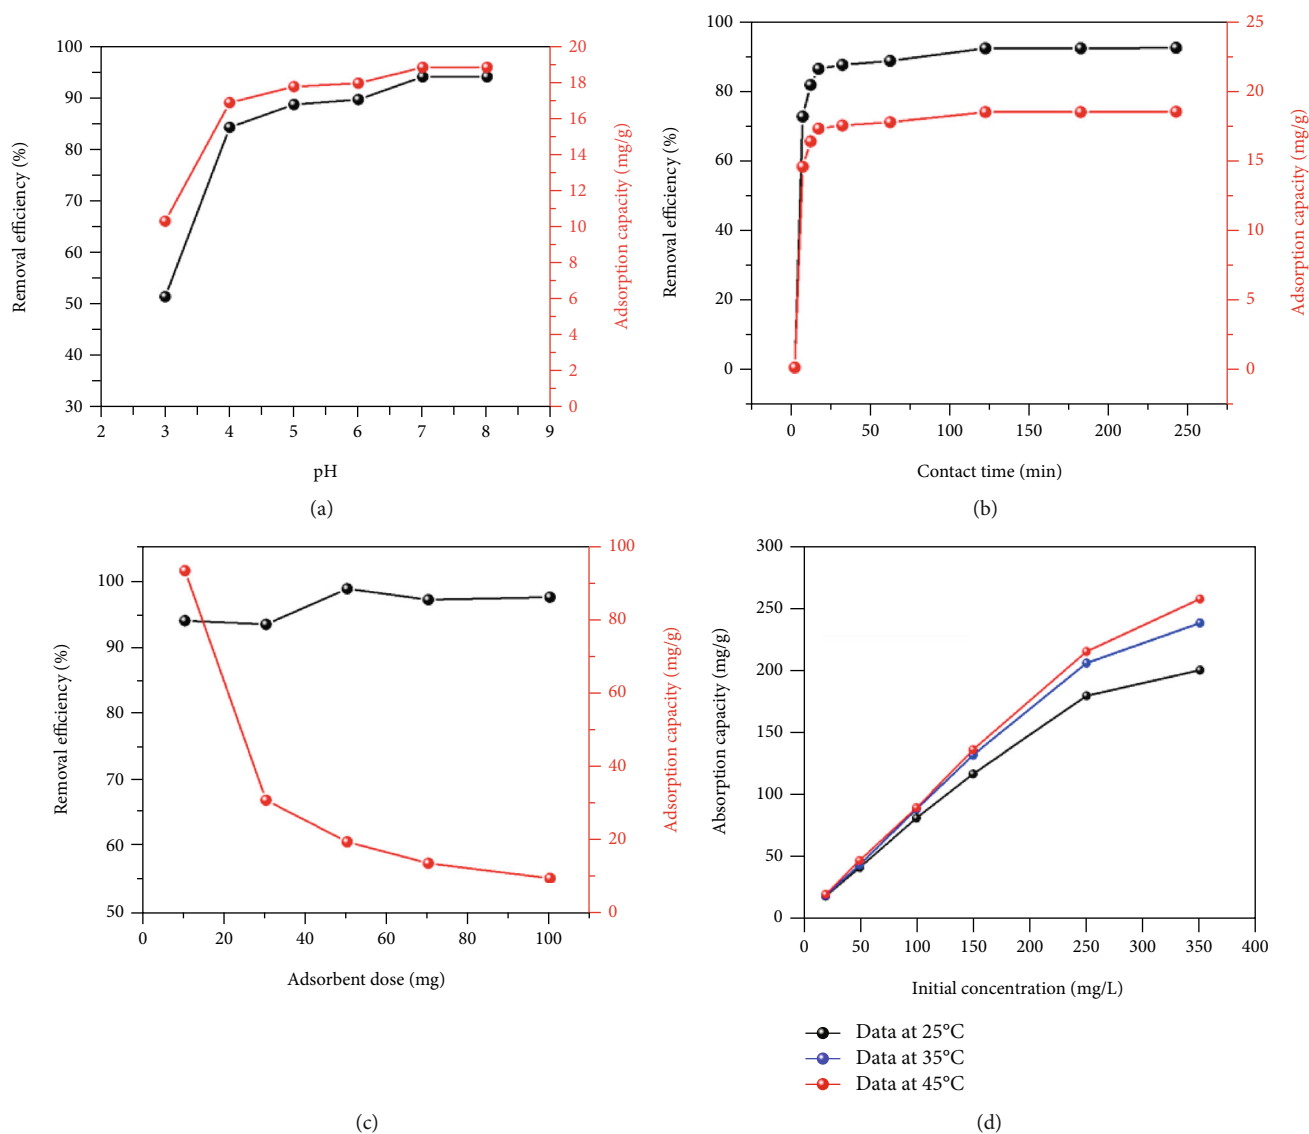 100
90
80
70
60
50
40
30
Removal efficiency (%)
20
18
16
14
12
10
8
6
4
2
0
Adsorption capacity (mg/g)
2 3 4 5 6 7 8 9
pH
(a)
100
80
60
40
20
0
Removal efficiency (%)
25
20
15
10
5
0
Adsorption capacity (mg/g)
0 50 100 150 200 250
Contact time (min)
(b)
100
90
80
70
60
50
Removal efficiency (%)
100
80
60
40
20
0
Adsorption capacity (mg/g)
0 20 40 60 80 100
Adsorbent dose (mg)
(c)
300
250
200
150
100
50
0
Absorption capacity (mg/g)
0 50 100 150 200 250 300 350 400
Initial concentration (mg/L)
Data at 25°C
Data at 35°C
Data at 45°C
(d)